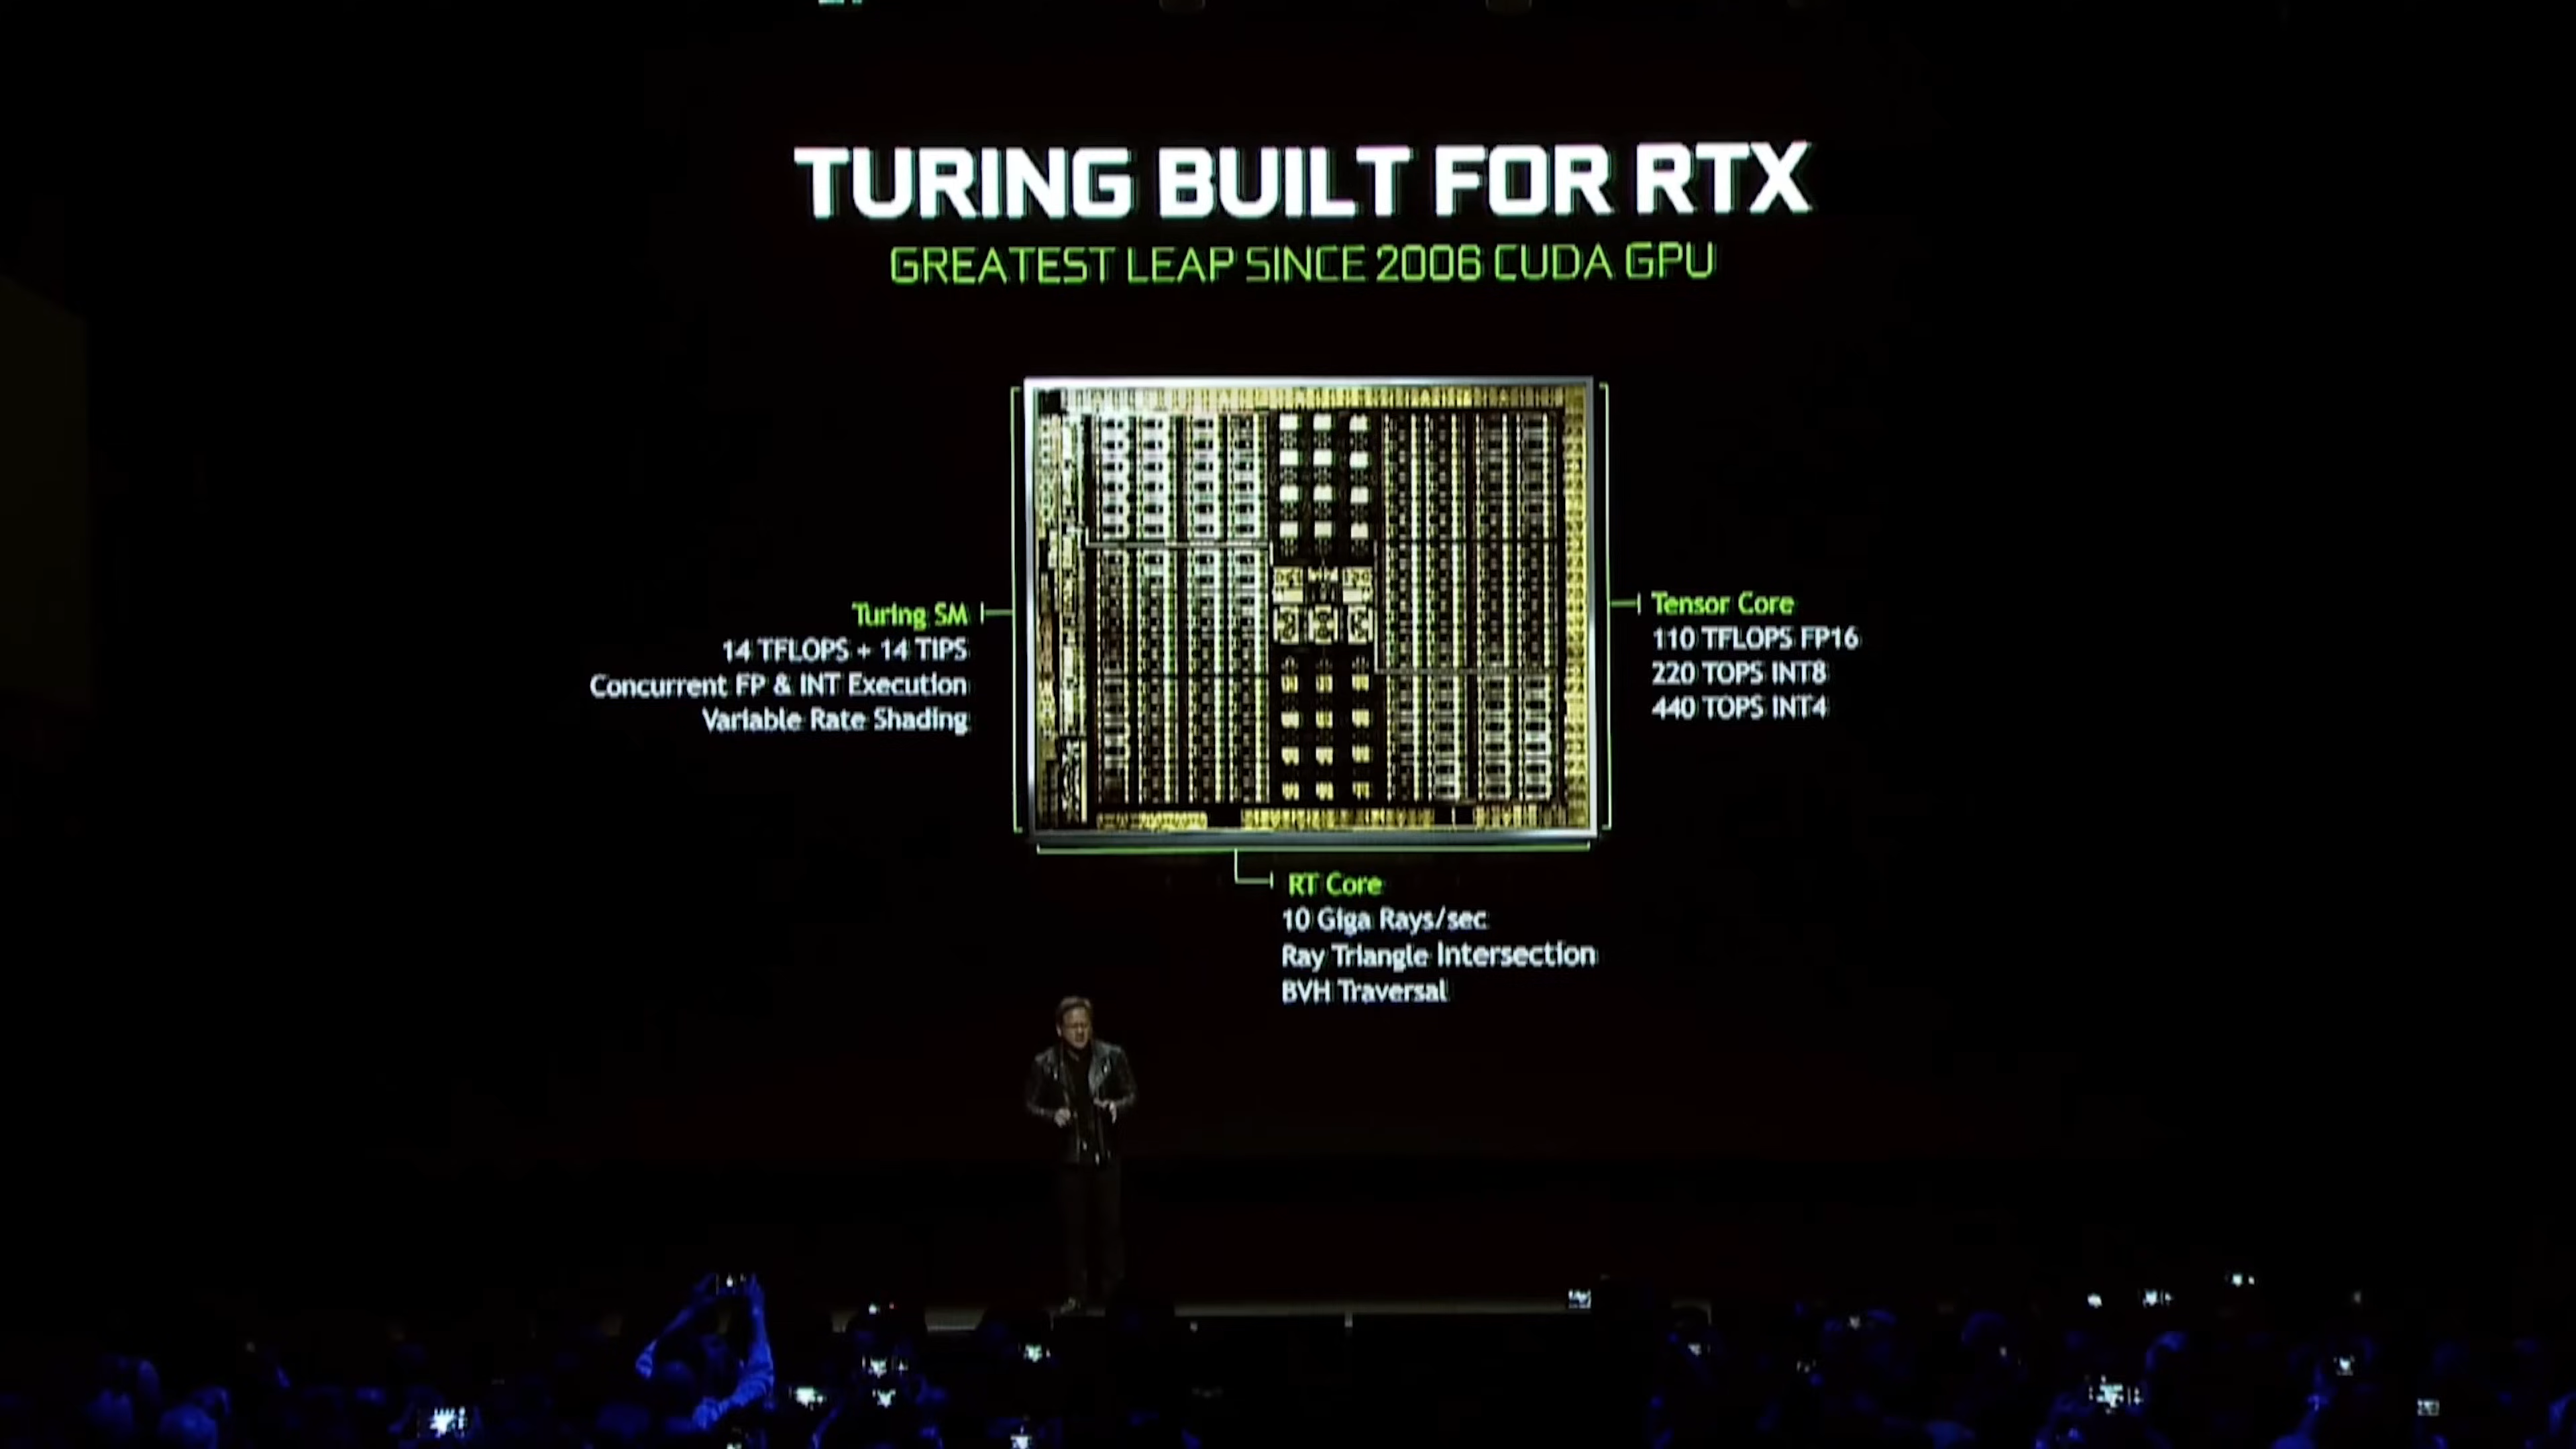 TURING BUILT FOR RTX
GREATEST LEAP SINCE 2006 CUDA GPU
Turing SM
14 TFLOPS + 14 TIPS
Concurrent FP & INT Execution
Variable Rate Shading
Tensor Core
110 TFLOPS FP16
220 TOPS INT8
440 TOPS INT4
RT Core
10 Giga Rays/sec
Ray Triangle Intersection
BVH Traversal